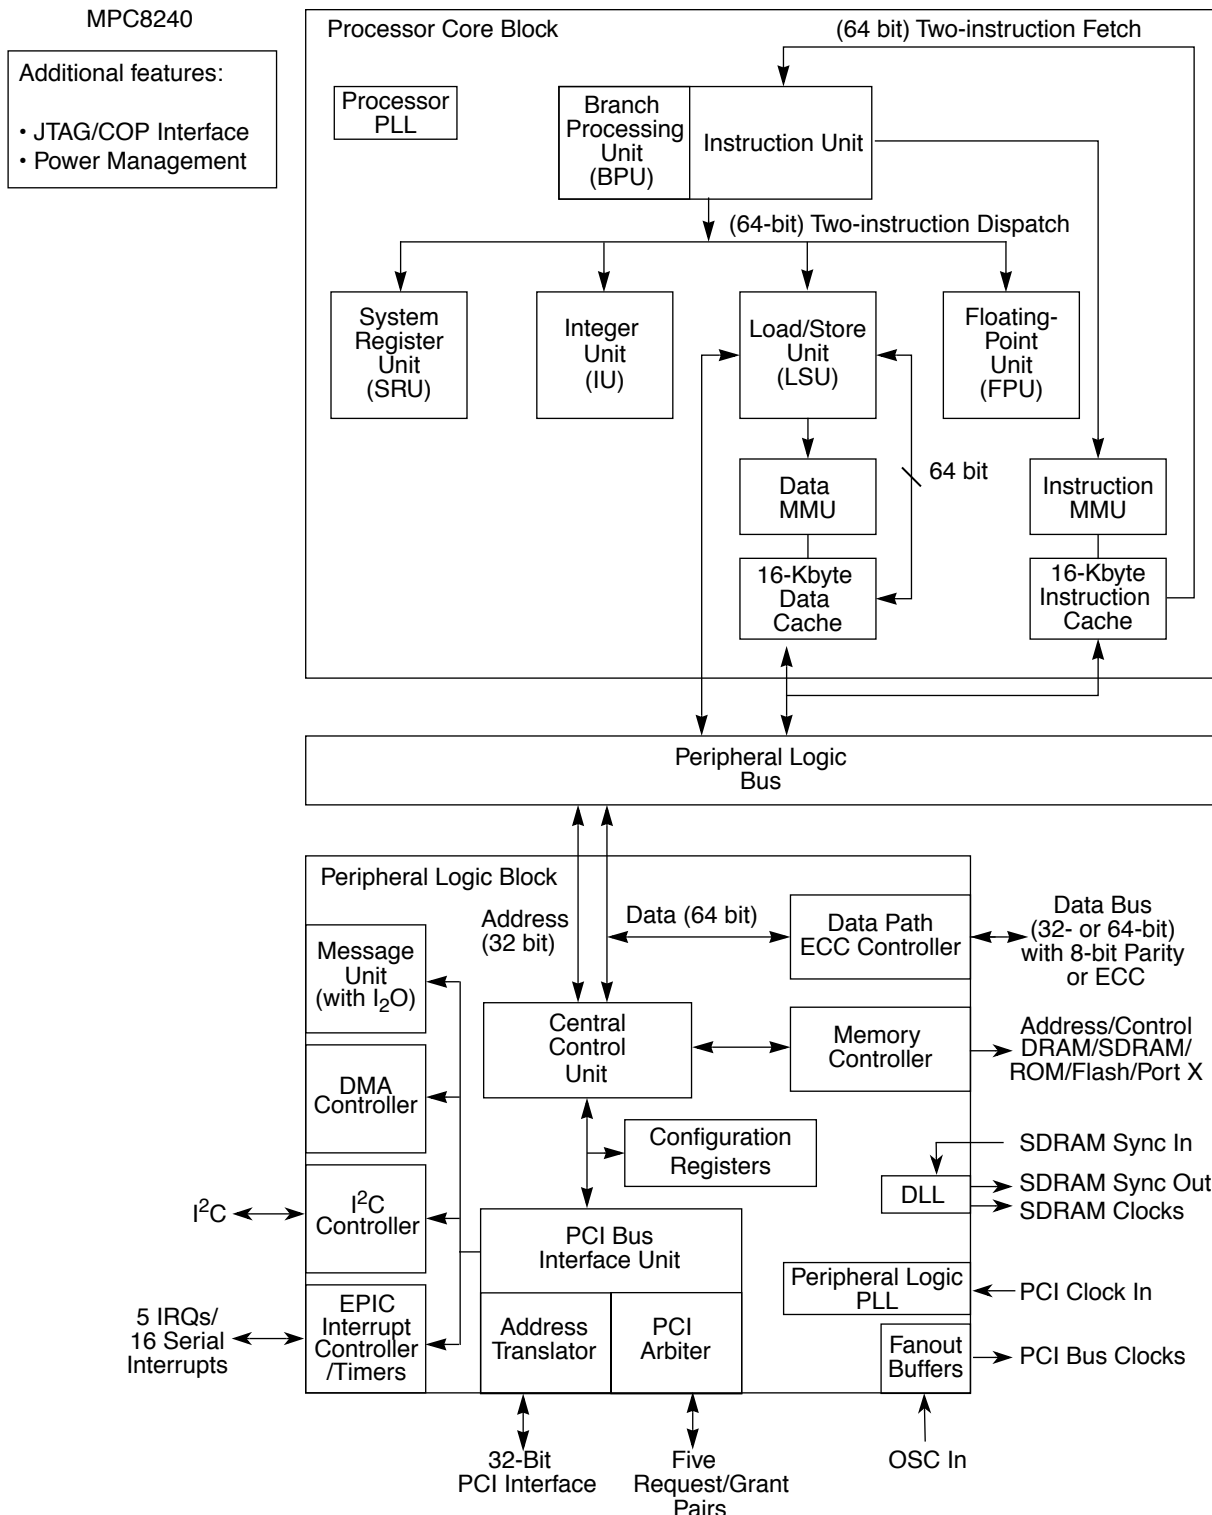 MPC8240
Additional features:
• JTAG/COP Interface
• Power Management
Processor Core Block
(64 bit) Two-instruction Fetch
Processor
PLL
Branch
Processing
Unit
(BPU)
Instruction Unit
(64-bit) Two-instruction Dispatch
System
Register
Unit
(SRU)
Integer
Unit
(IU)
Load/Store
Unit
(LSU)
Floating-
Point
Unit
(FPU)
64 bit
Data
MMU
Instruction
MMU
16-Kbyte
Data
Cache
16-Kbyte
Instruction
Cache
Peripheral Logic
Bus
Peripheral Logic Block
Address
(32 bit)
Data (64 bit)
Data Path
ECC Controller
Data Bus
(32- or 64-bit)
with 8-bit Parity
or ECC
Message
Unit
(with I₂O)
Central
Control
Unit
Memory
Controller
Address/Control
DRAM/SDRAM/
ROM/Flash/Port X
DMA
Controller
Configuration
Registers
SDRAM Sync In
DLL
SDRAM Sync Out
SDRAM Clocks
I²C
I²C
Controller
PCI Bus
Interface Unit
Peripheral Logic
PLL
PCI Clock In
5 IRQs/
16 Serial
Interrupts
EPIC
Interrupt
Controller
/Timers
Address
Translator
PCI
Arbiter
Fanout
Buffers
PCI Bus Clocks
32-Bit
PCI Interface
Five
Request/Grant
Pairs
OSC In